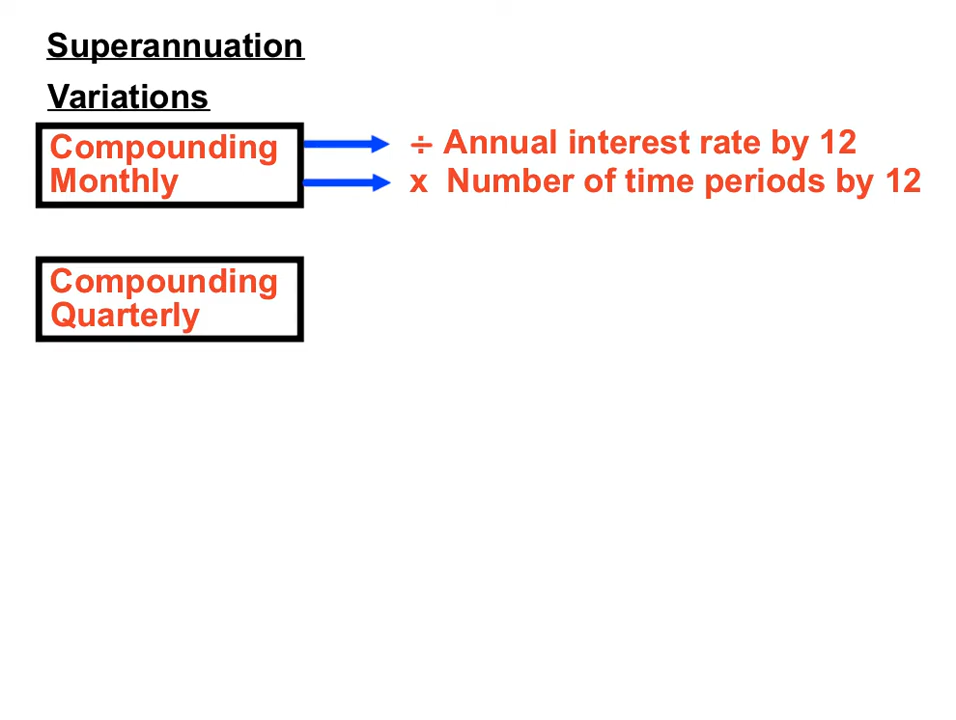 Superannuation
Variations
Compounding
Monthly
÷ Annual interest rate by 12
x Number of time periods by 12
Compounding
Quarterly